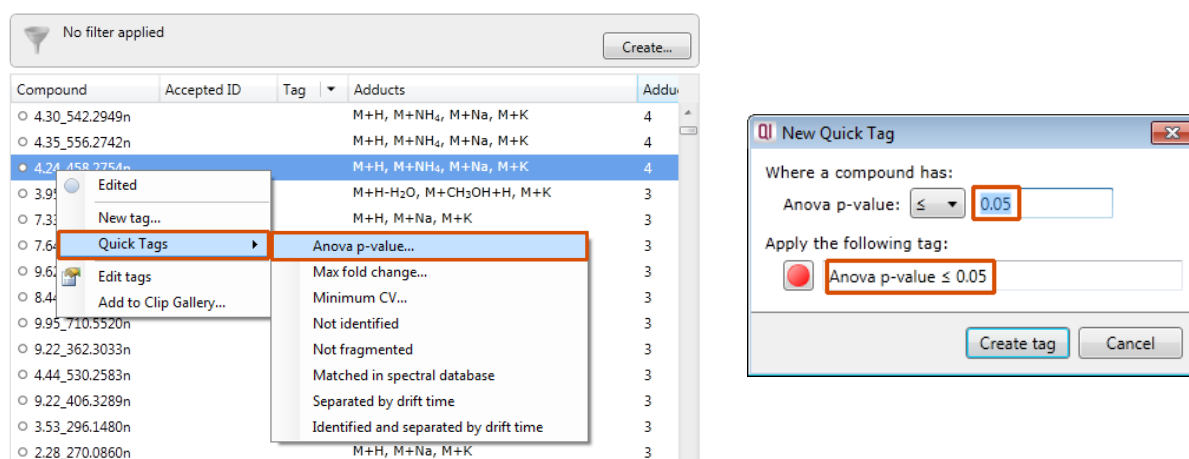 No filter applied
Create...
Compound Accepted ID Tag Adducts
4.30_542.2949n M+H, M+NH₄, M+Na, M+K 4
4.35_556.2742n M+H, M+NH₄, M+Na, M+K 4
4.24_458.2754n M+H, M+NH₄, M+Na, M+K 4
M+H-H₂O, M+CH₃OH+H, M+K 3
M+H, M+Na, M+K 3
3
3
3
9.95_710.5520n 3
9.22_362.3033n 3
4.44_530.2583n 3
9.22_406.3289n 3
3.53_296.1480n 3
2.28_270.0860n M+H, M+Na, M+K 3
Edited
New tag...
Quick Tags
Edit tags
Add to Clip Gallery...
Anova p-value...
Max fold change...
Minimum CV...
Not identified
Not fragmented
Matched in spectral database
Separated by drift time
Identified and separated by drift time
QI New Quick Tag
Where a compound has:
Anova p-value: ≤ 0.05
Apply the following tag:
Anova p-value ≤ 0.05
Create tag Cancel